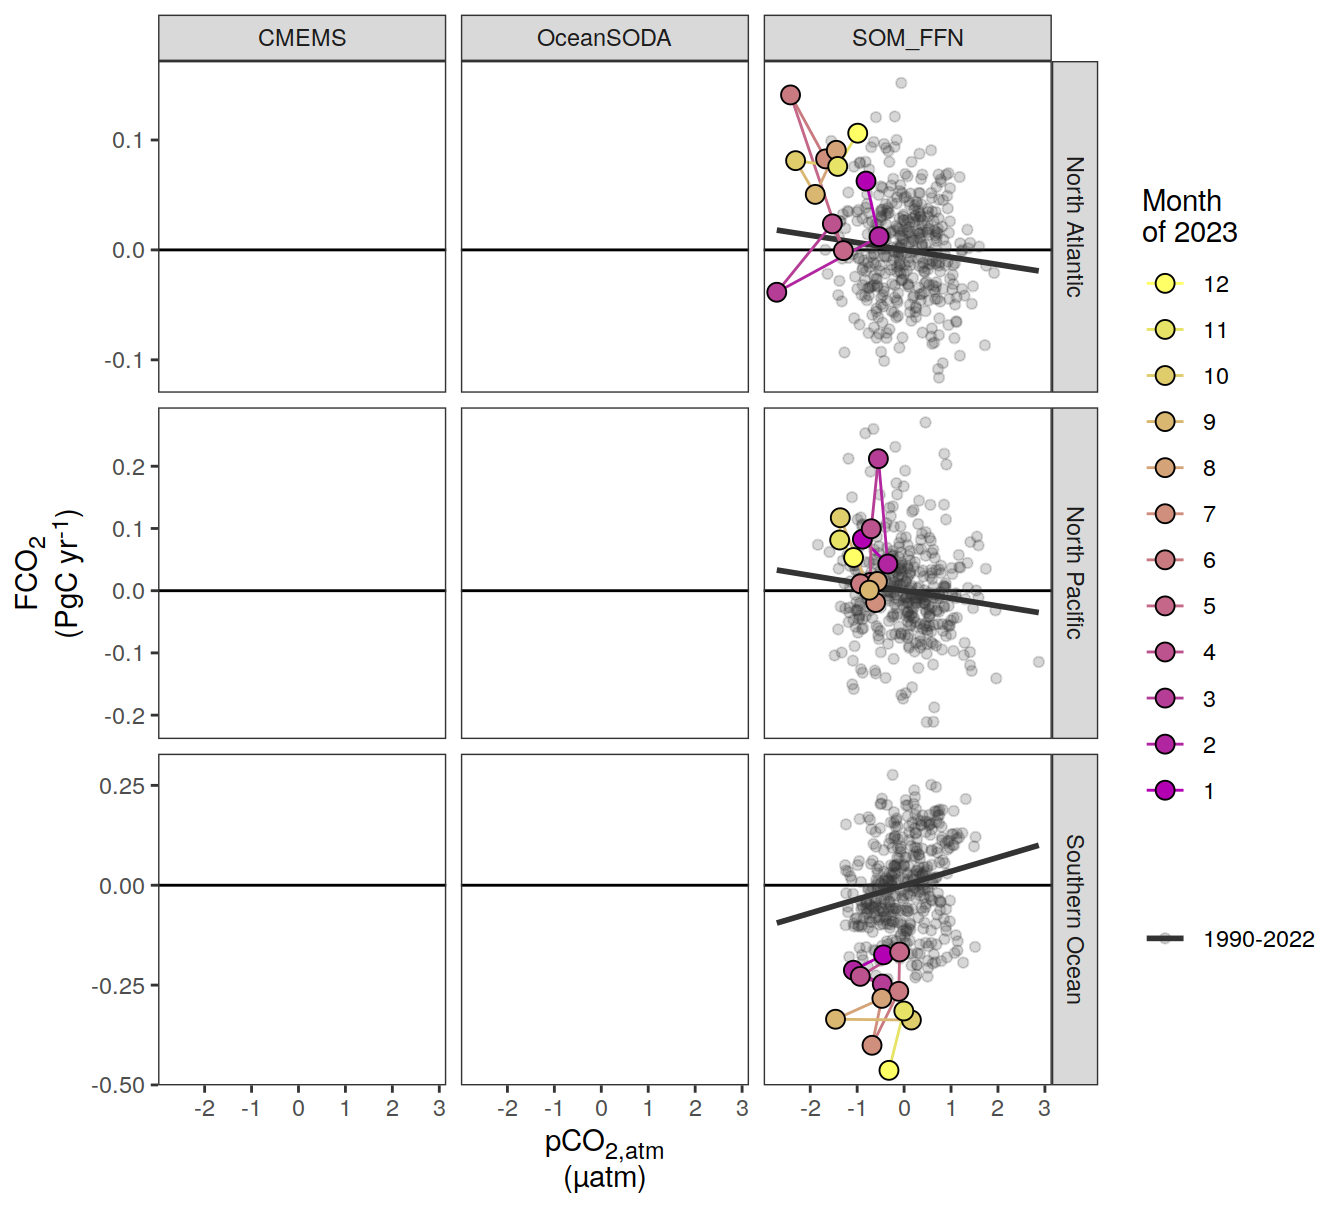 CMEMS OceanSODA SOM_FFN
0.1
0.0
-0.1
North Atlantic
0.2
0.1
0.0
-0.1
-0.2
North Pacific
0.25
0.00
-0.25
-0.50
Southern Ocean
-2 -1 0 1 2 3 -2 -1 0 1 2 3 -2 -1 0 1 2 3
pCO2,atm
(µatm)
FCO2
(PgC yr-1)
Month
of 2023
12
11
10
9
8
7
6
5
4
3
2
1
1990-2022